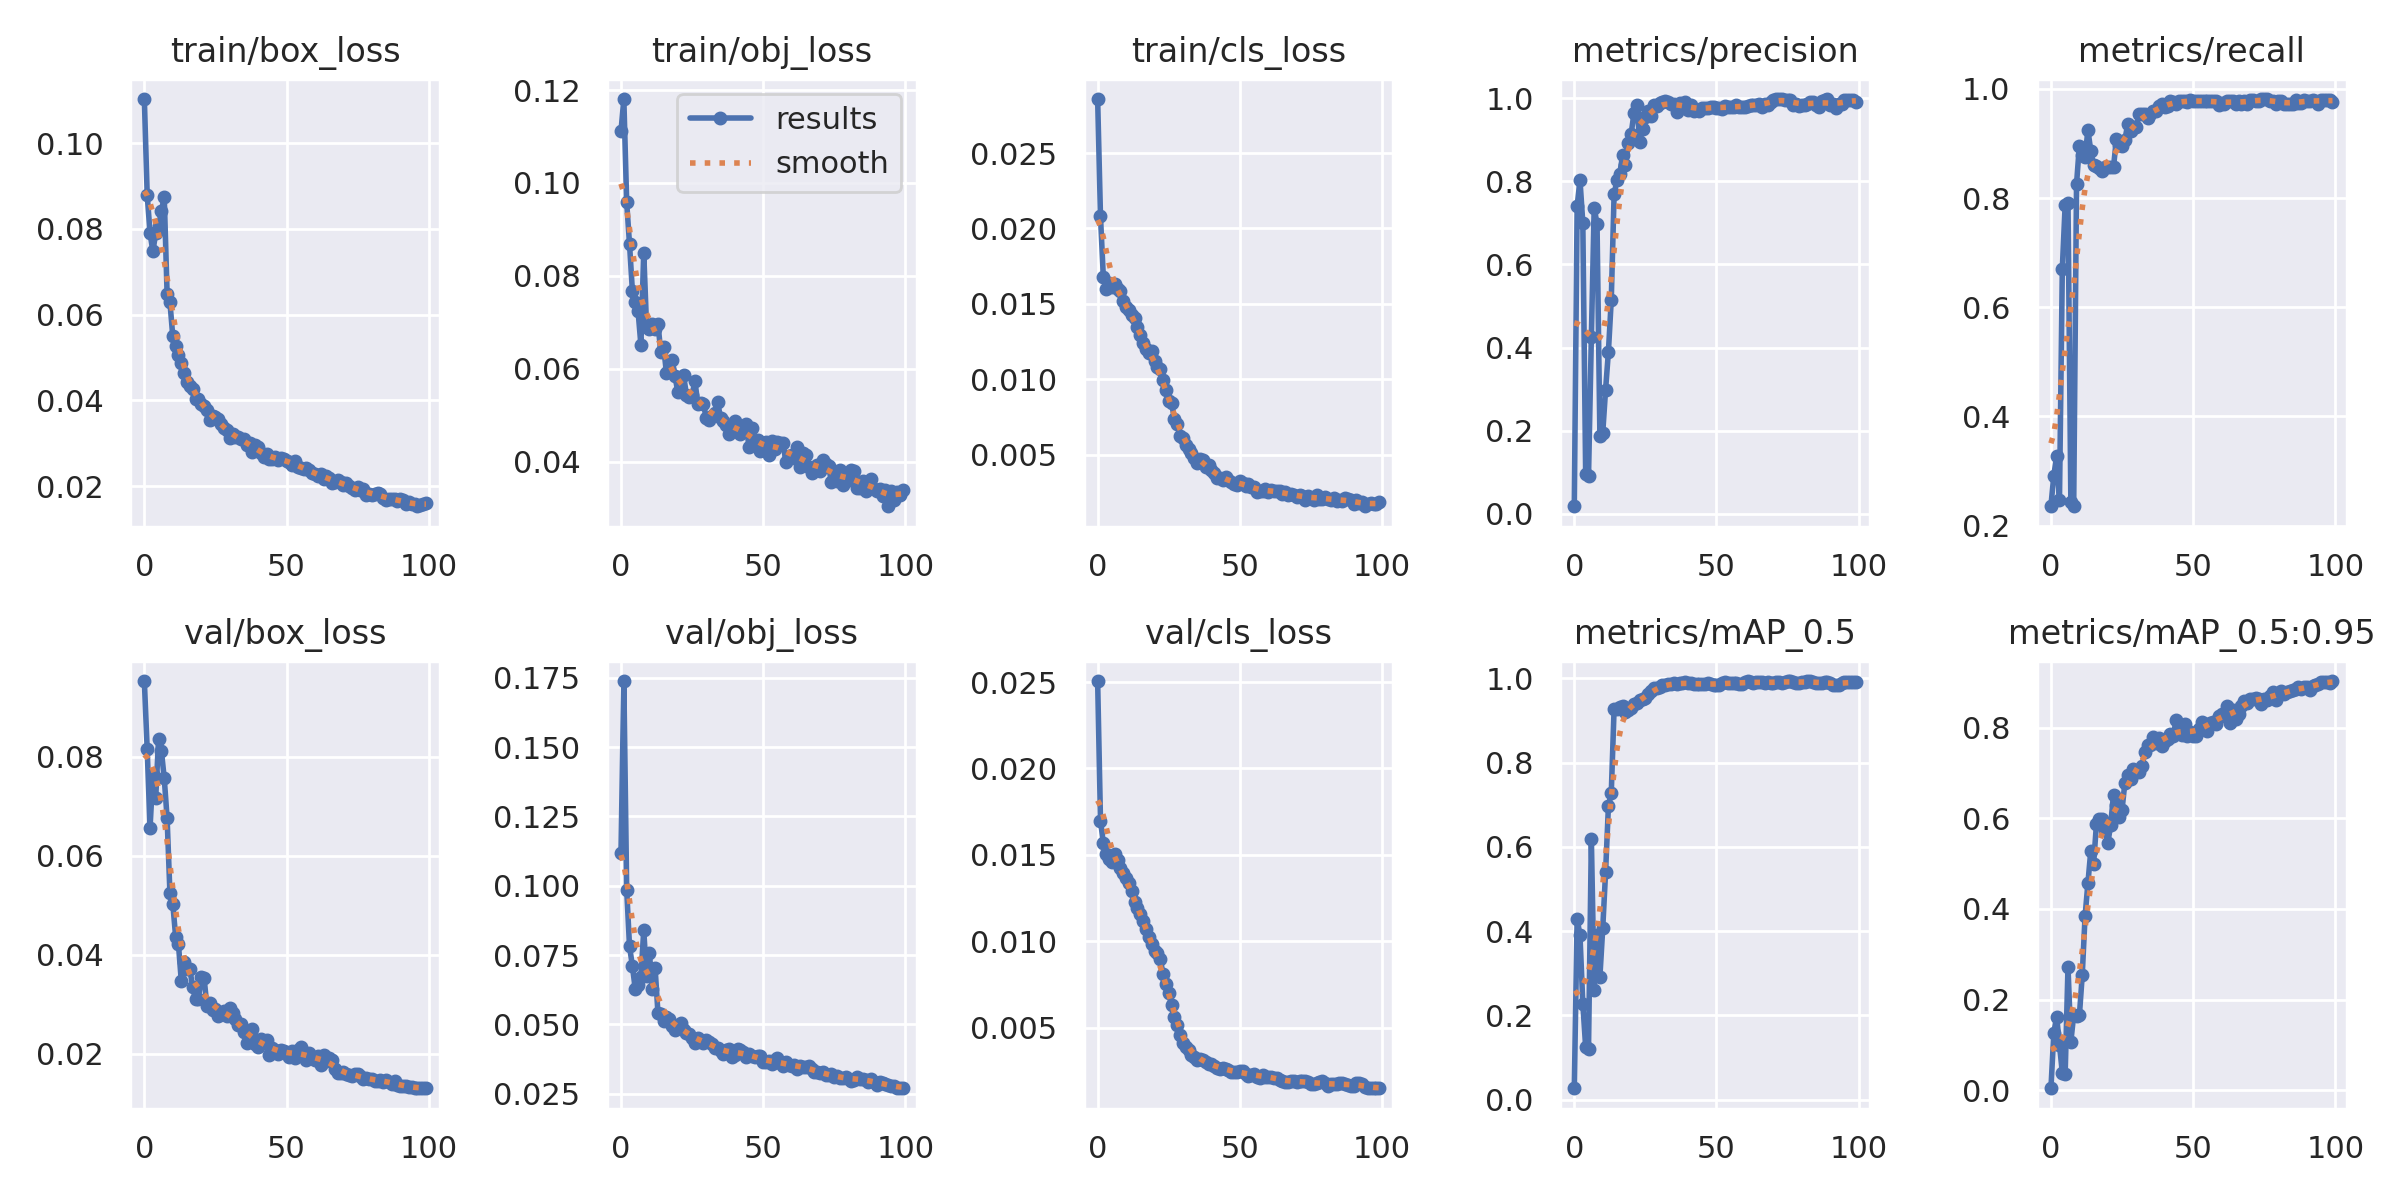 train/box_loss
0.10
0.08
0.06
0.04
0.02
0 50 100
train/obj_loss
results
smooth
0.12
0.10
0.08
0.06
0.04
0 50 100
train/cls_loss
0.025
0.020
0.015
0.010
0.005
0 50 100
metrics/precision
1.0
0.8
0.6
0.4
0.2
0.0
0 50 100
metrics/recall
1.0
0.8
0.6
0.4
0.2
0 50 100
val/box_loss
0.08
0.06
0.04
0.02
0 50 100
val/obj_loss
0.175
0.150
0.125
0.100
0.075
0.050
0.025
0 50 100
val/cls_loss
0.025
0.020
0.015
0.010
0.005
0 50 100
metrics/mAP_0.5
1.0
0.8
0.6
0.4
0.2
0.0
0 50 100
metrics/mAP_0.5:0.95
0.8
0.6
0.4
0.2
0.0
0 50 100